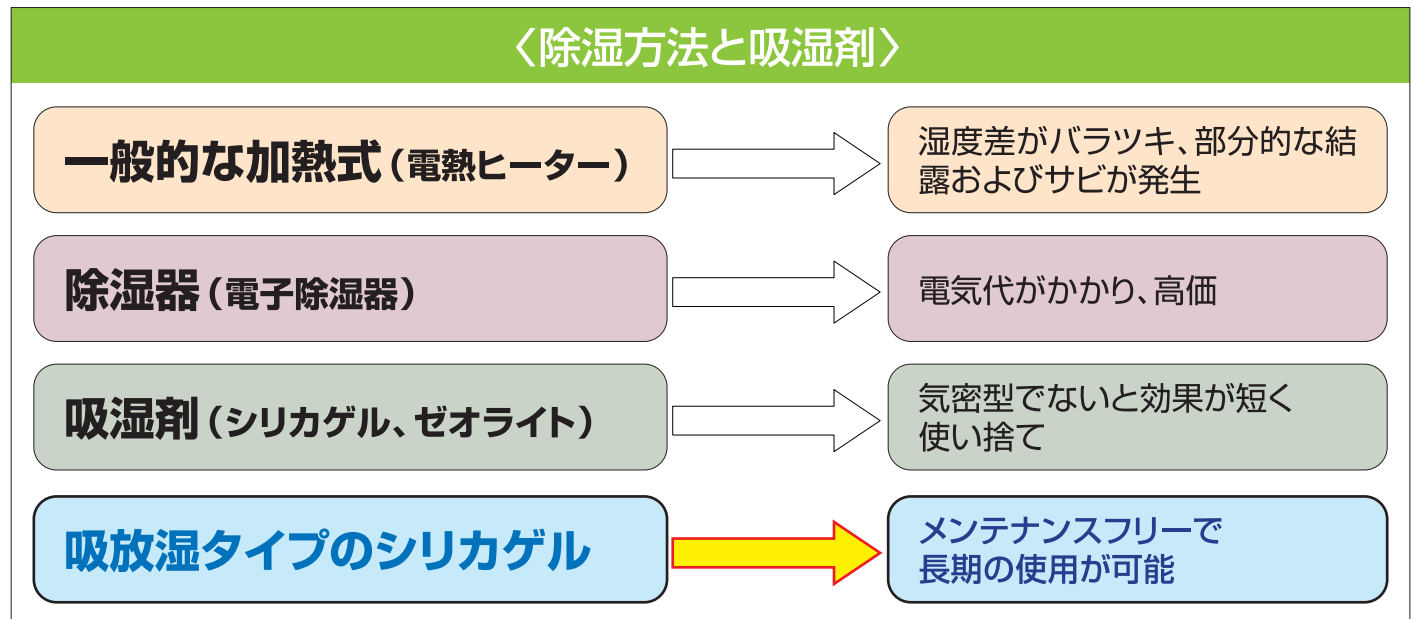 〈除湿方法と吸湿剤〉
一般的な加熱式（電熱ヒーター）
湿度差がバラツキ、部分的な結
露およびサビが発生
除湿器（電子除湿器）
電気代がかかり、高価
吸湿剤（シリカゲル、ゼオライト）
気密型でないと効果が短く
使い捨て
吸放湿タイプのシリカゲル
メンテナンスフリーで
長期の使用が可能